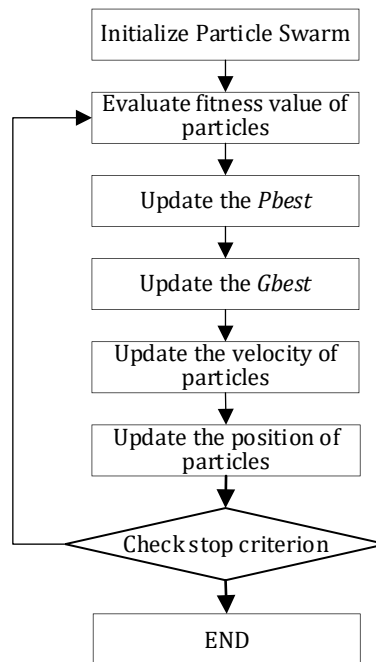 Initialize Particle Swarm
Evaluate fitness value of
particles
Update the Pbest
Update the Gbest
Update the velocity of
particles
Update the position of
particles
Check stop criterion
END